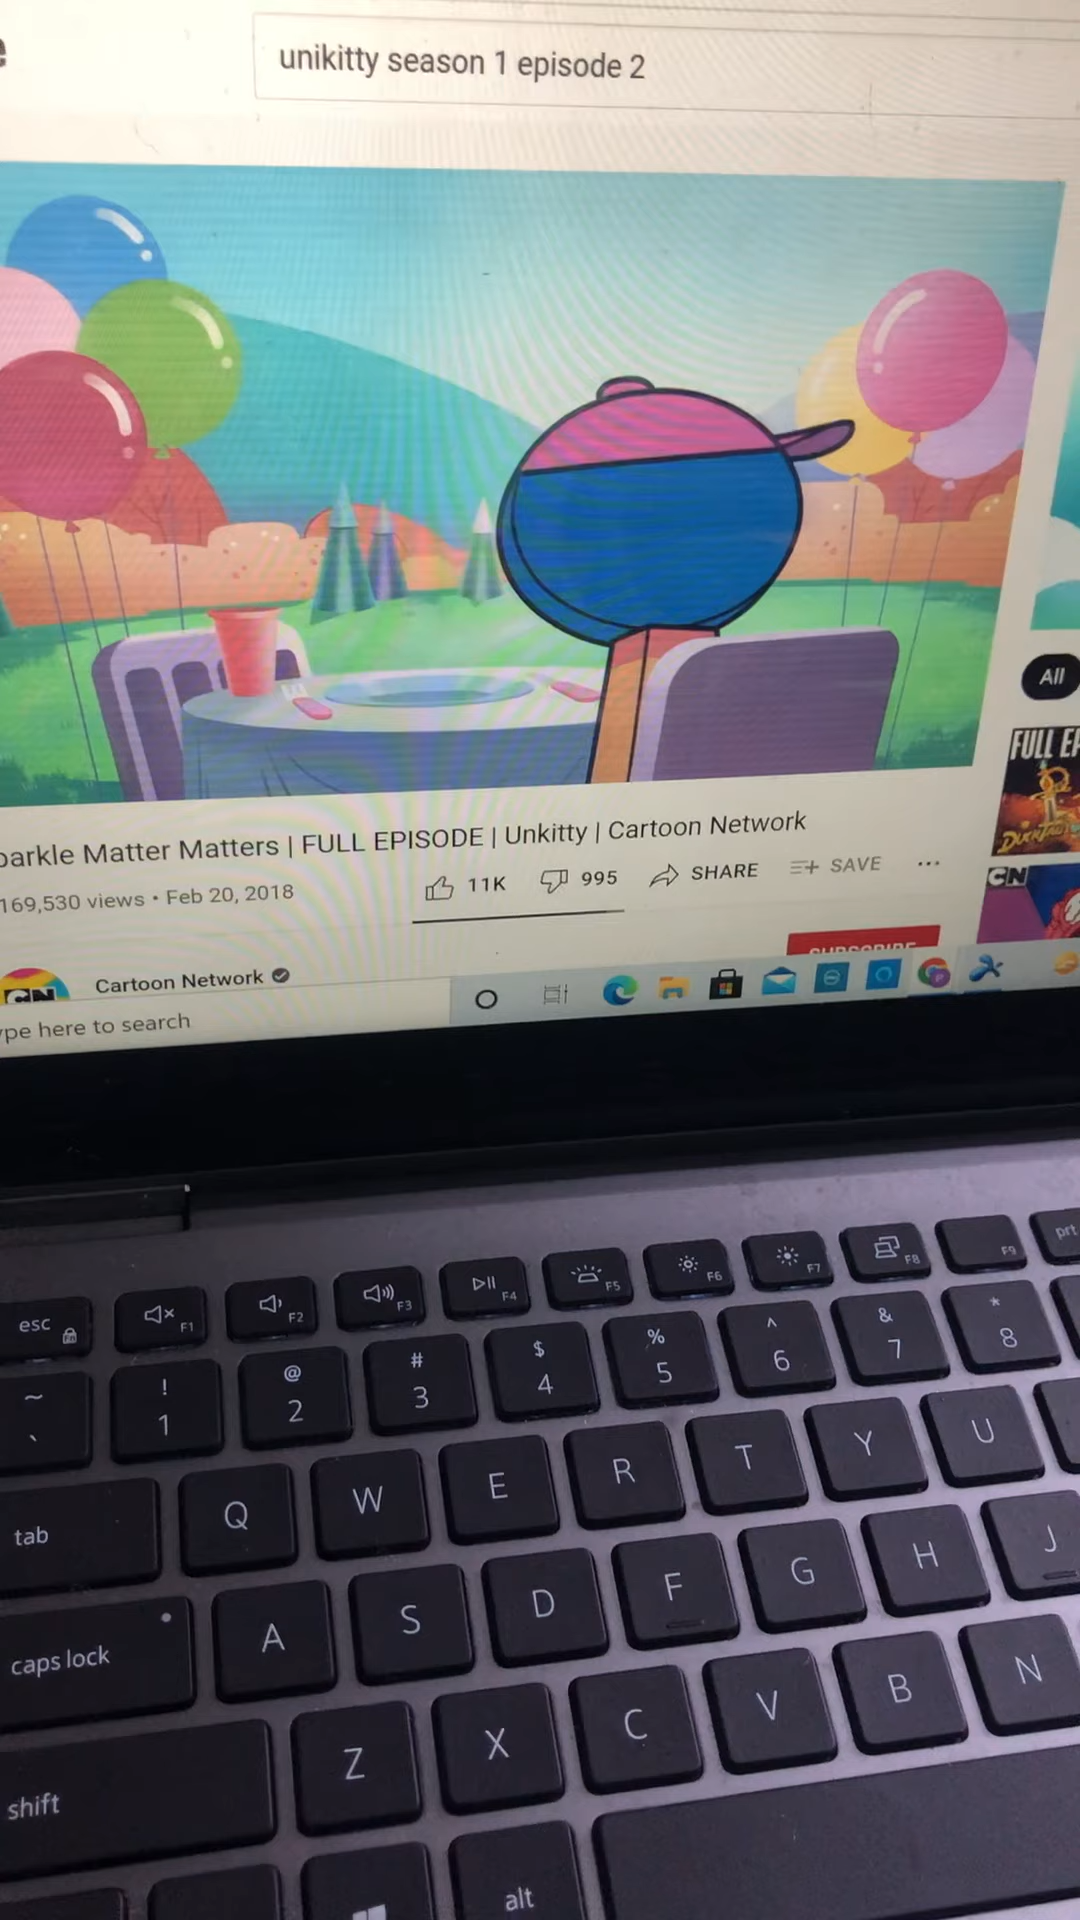 e
unikitty season 1 episode 2
All
FULL EP
DUCKTAL
CN
parkle Matter Matters | FULL EPISODE | Unkitty | Cartoon Network
169,530 views • Feb 20, 2018
11K 995 SHARE SAVE ...
SUBSCRIBE
CN Cartoon Network
ype here to search
esc F1 F2 F3 F4 F5 F6 F7 F8 F9 prt
~ ! @ # $ % ^ & *
` 1 2 3 4 5 6 7 8
tab Q W E R T Y U
caps lock A S D F G H J
shift Z X C V B N
alt